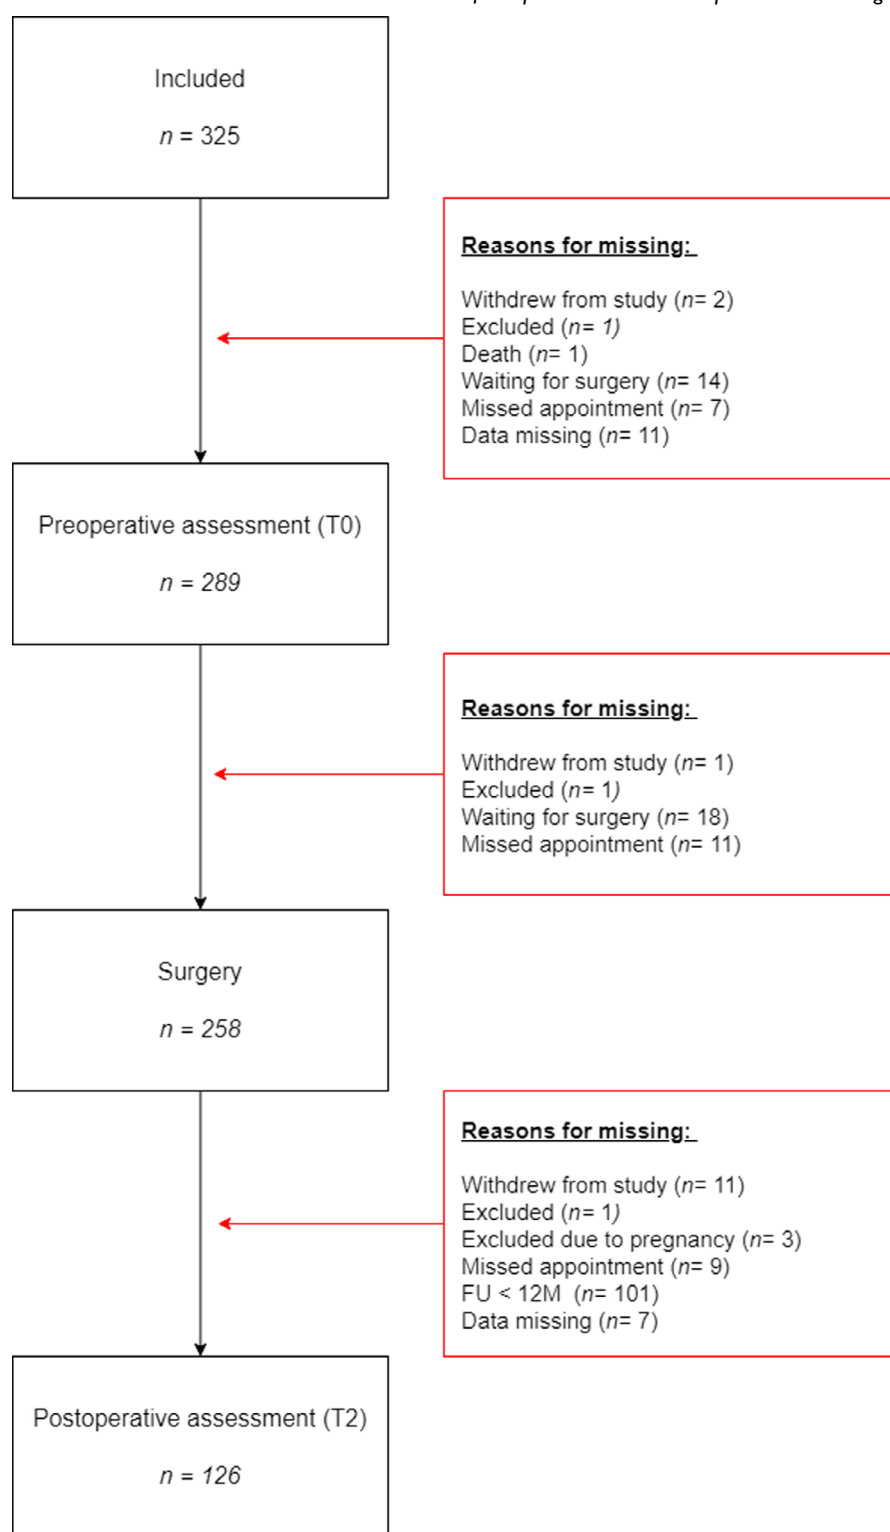 Included
n = 325
Reasons for missing:
Withdrew from study (n= 2)
Excluded (n= 1)
Death (n= 1)
Waiting for surgery (n= 14)
Missed appointment (n= 7)
Data missing (n= 11)
Preoperative assessment (T0)
n = 289
Reasons for missing:
Withdrew from study (n= 1)
Excluded (n= 1)
Waiting for surgery (n= 18)
Missed appointment (n= 11)
Surgery
n = 258
Reasons for missing:
Withdrew from study (n= 11)
Excluded (n= 1)
Excluded due to pregnancy (n= 3)
Missed appointment (n= 9)
FU < 12M (n= 101)
Data missing (n= 7)
Postoperative assessment (T2)
n = 126